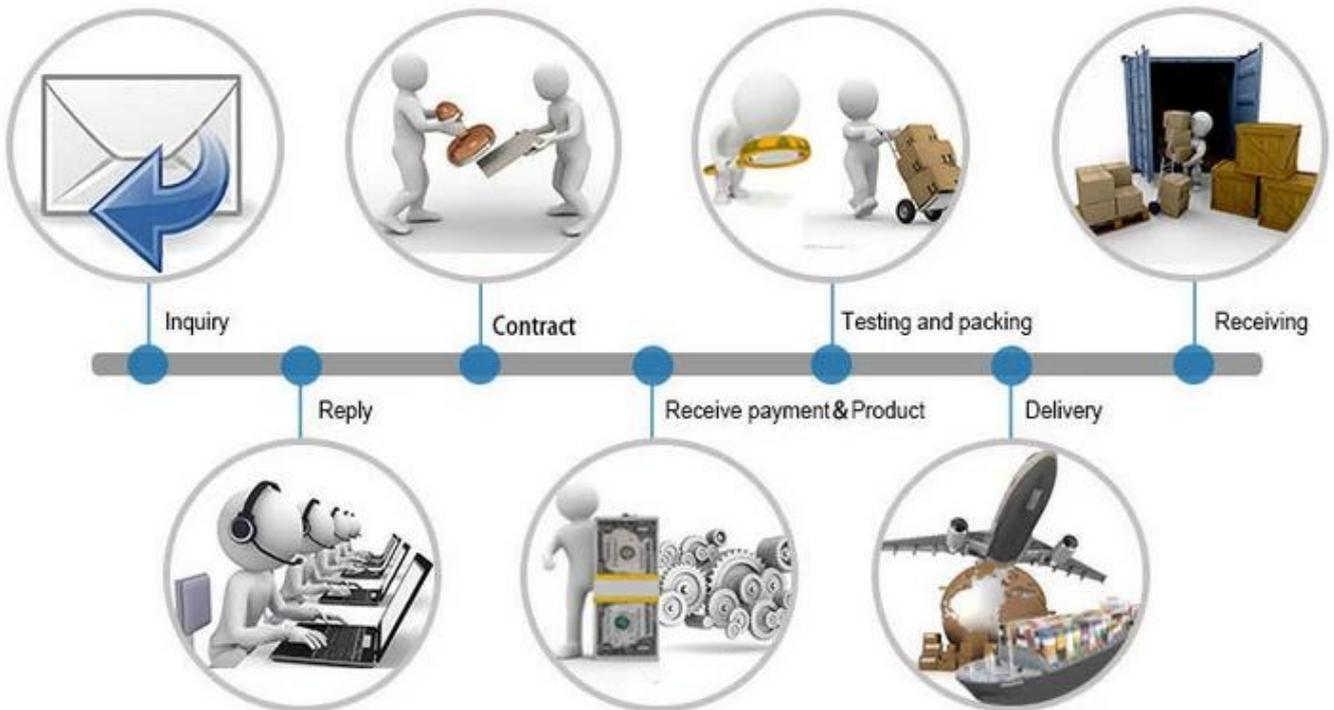 Inquiry
Contract
Testing and packing
Receiving
Reply
Receive payment & Product
Delivery